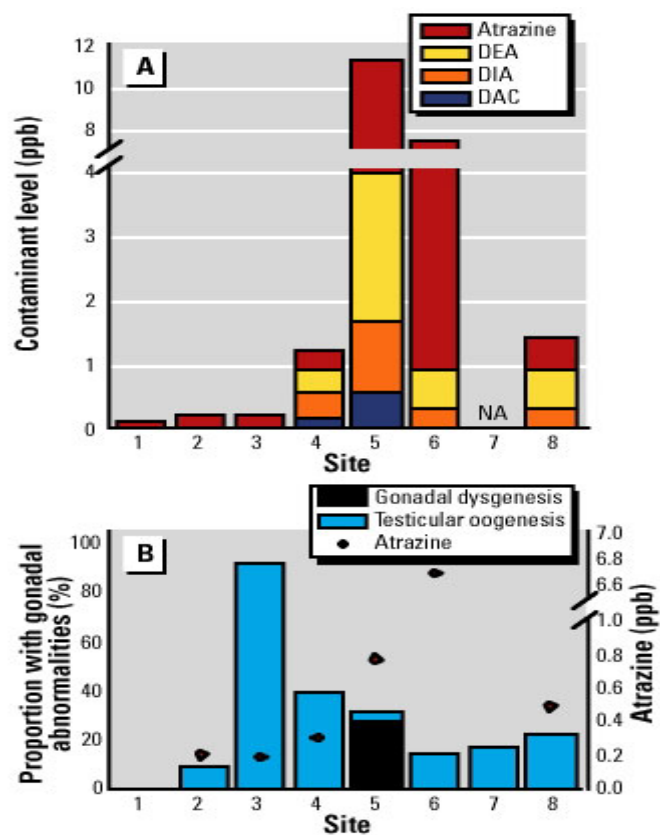 A
Atrazine
DEA
DIA
DAC
Contaminant level (ppb)
12
10
8
4
3
2
1
0
NA
1 2 3 4 5 6 7 8
Site
B
Gonadal dysgenesis
Testicular oogenesis
Atrazine
Proportion with gonadal
abnormalities (%)
100
80
60
40
20
0
7.0
6.8
6.6
1.0
0.8
0.6
0.4
0.2
0.0
Atrazine (ppb)
1 2 3 4 5 6 7 8
Site